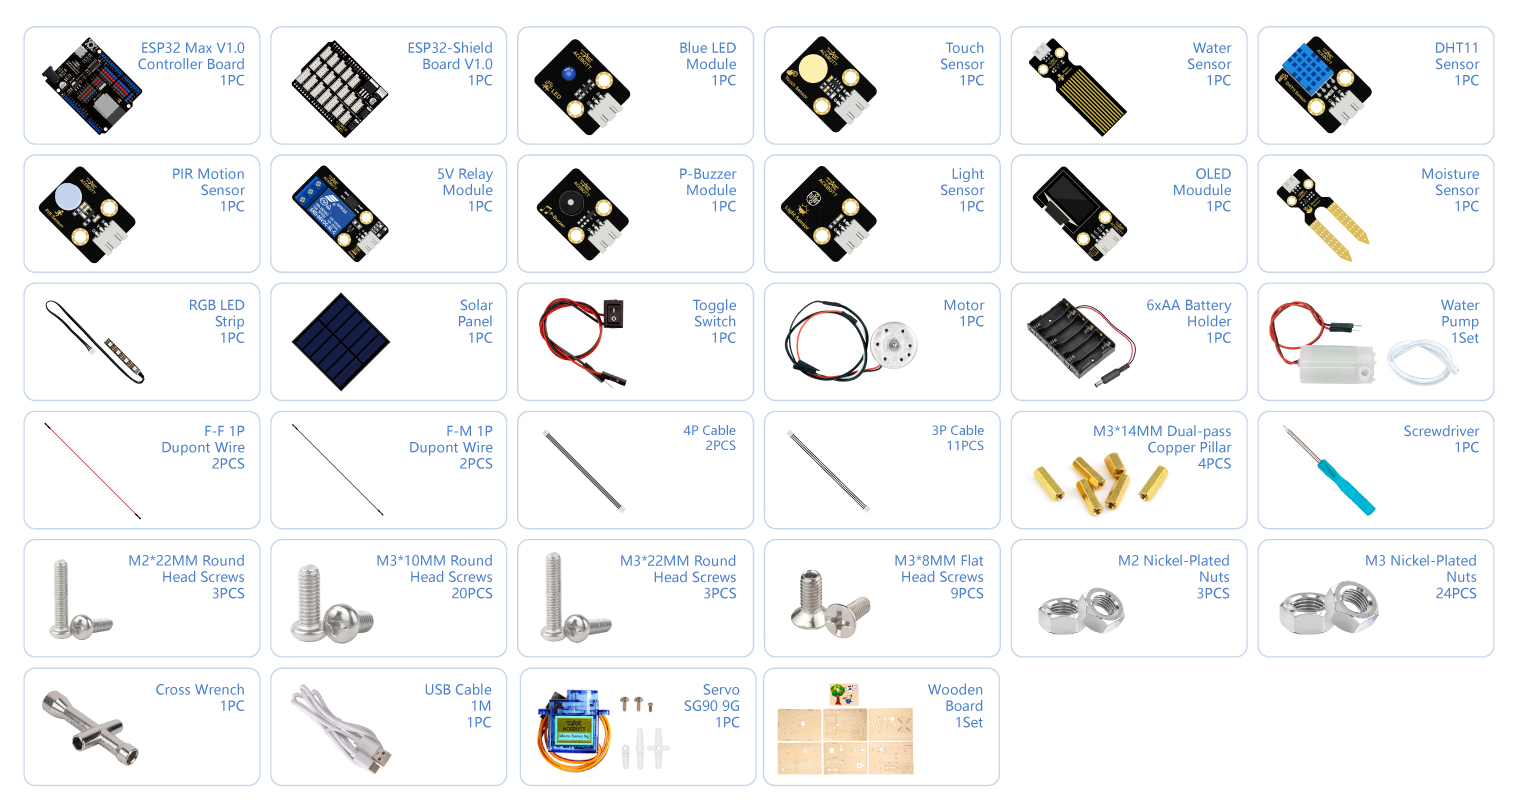 ESP32 Max V1.0
Controller Board
1PC
ESP32-Shield
Board V1.0
1PC
Blue LED
Module
1PC
Touch
Sensor
1PC
Water
Sensor
1PC
DHT11
Sensor
1PC
PIR Motion
Sensor
1PC
5V Relay
Module
1PC
P-Buzzer
Module
1PC
Light
Sensor
1PC
OLED
Moudule
1PC
Moisture
Sensor
1PC
RGB LED
Strip
1PC
Solar
Panel
1PC
Toggle
Switch
1PC
Motor
1PC
6xAA Battery
Holder
1PC
Water
Pump
1Set
F-F 1P
Dupont Wire
2PCS
F-M 1P
Dupont Wire
2PCS
4P Cable
2PCS
3P Cable
11PCS
M3*14MM Dual-pass
Copper Pillar
4PCS
Screwdriver
1PC
M2*22MM Round
Head Screws
3PCS
M3*10MM Round
Head Screws
20PCS
M3*22MM Round
Head Screws
3PCS
M3*8MM Flat
Head Screws
9PCS
M2 Nickel-Plated
Nuts
3PCS
M3 Nickel-Plated
Nuts
24PCS
Cross Wrench
1PC
USB Cable
1M
1PC
Servo
SG90 9G
1PC
ACEBOTT
Micro Servo 9g
Wooden
Board
1Set